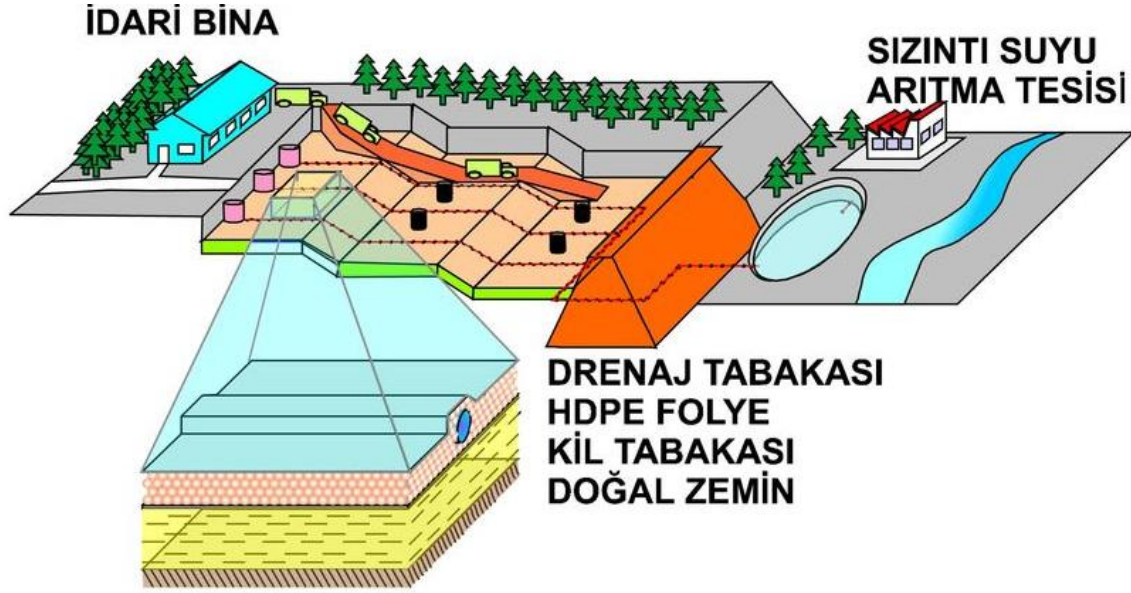 İDARİ BİNA
SIZINTI SUYU
ARITMA TESİSİ
DRENAJ TABAKASI
HDPE FOLYE
KİL TABAKASI
DOĞAL ZEMİN